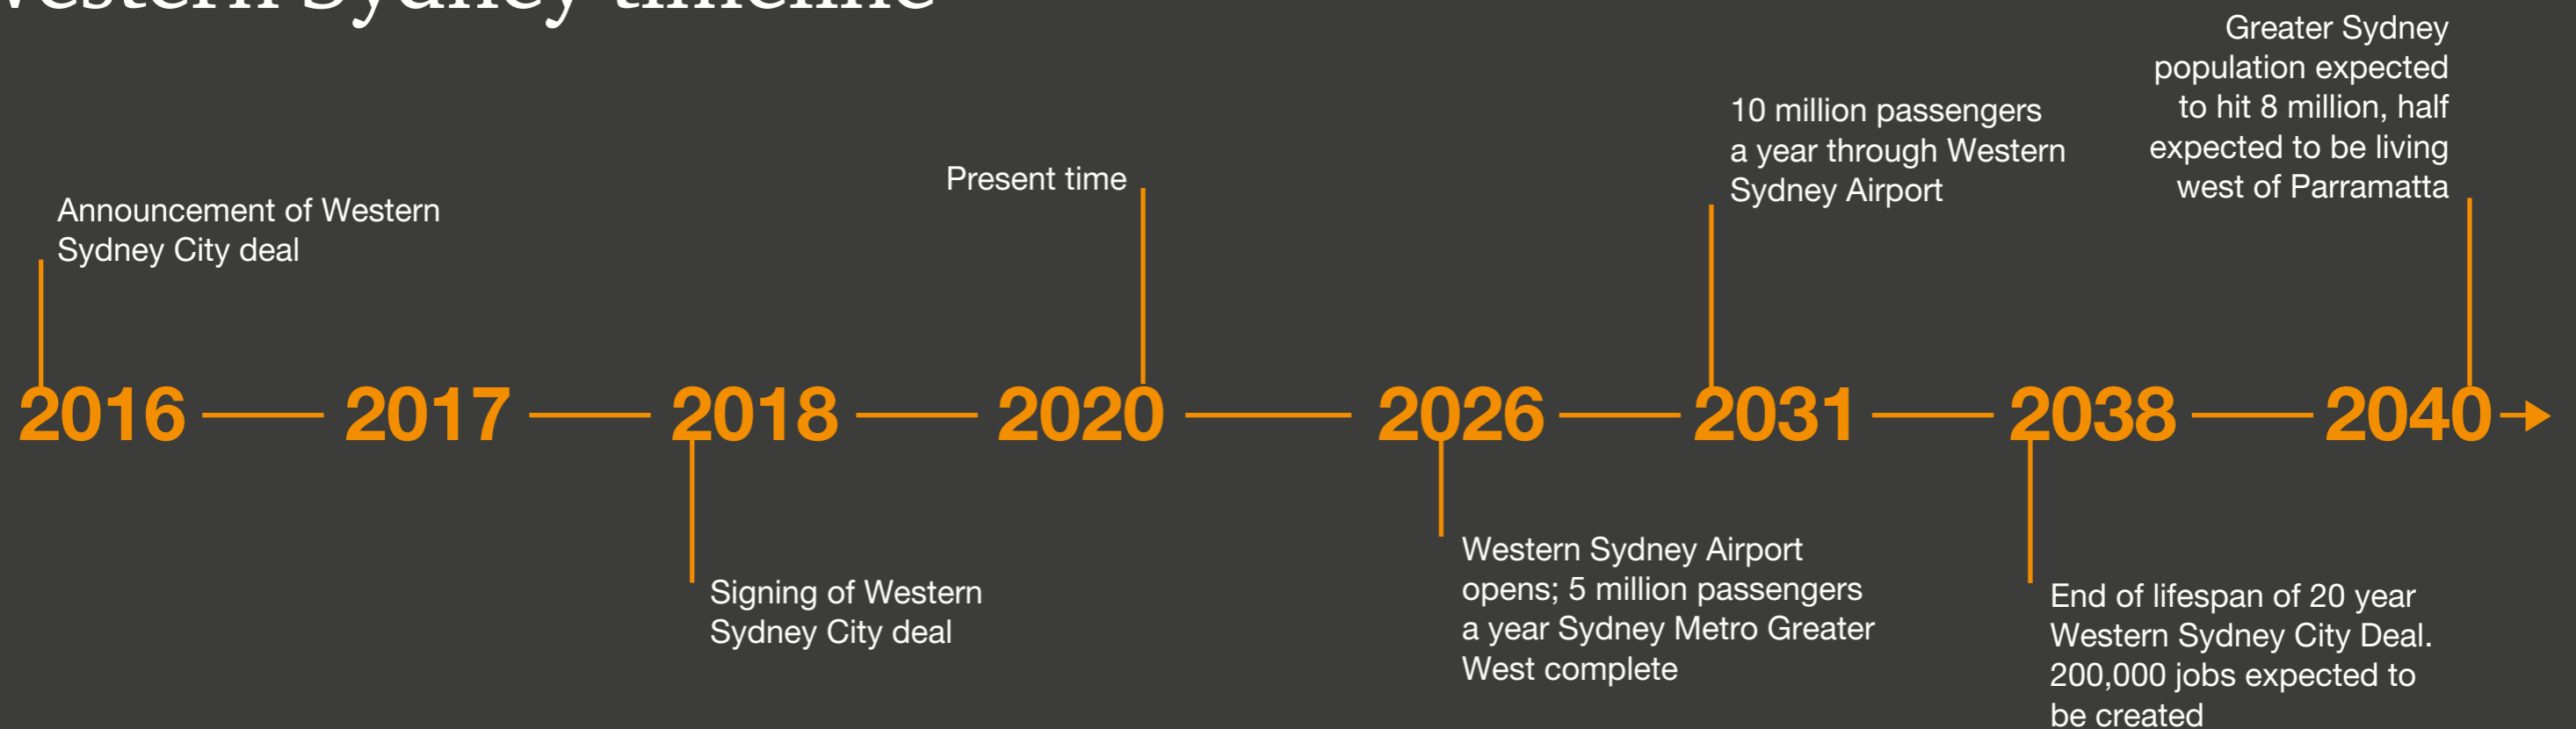 Western Sydney timeline
Greater Sydney
population expected
to hit 8 million, half
expected to be living
west of Parramatta
10 million passengers
a year through Western
Sydney Airport
Present time
Announcement of Western
Sydney City deal
2016 2017 2018 2020 2026 2031 2038 2040
Signing of Western
Sydney City deal
Western Sydney Airport
opens; 5 million passengers
a year Sydney Metro Greater
West complete
End of lifespan of 20 year
Western Sydney City Deal.
200,000 jobs expected to
be created